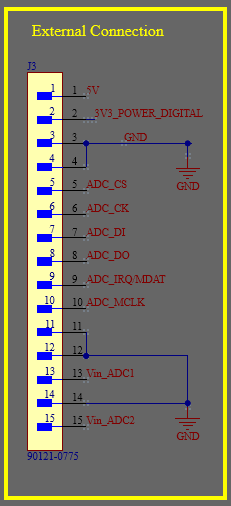 External Connection
J3
1 1 5V
2 2 3V3_POWER_DIGITAL
3 3 GND
4 4
GND
5 5 ADC_CS
6 6 ADC_CK
7 7 ADC_DI
8 8 ADC_DO
9 9 ADC_IRQ/MDAT
10 10 ADC_MCLK
11 11
12 12
13 13 Vin_ADC1
14 14
15 15 Vin_ADC2
GND
90121-0775